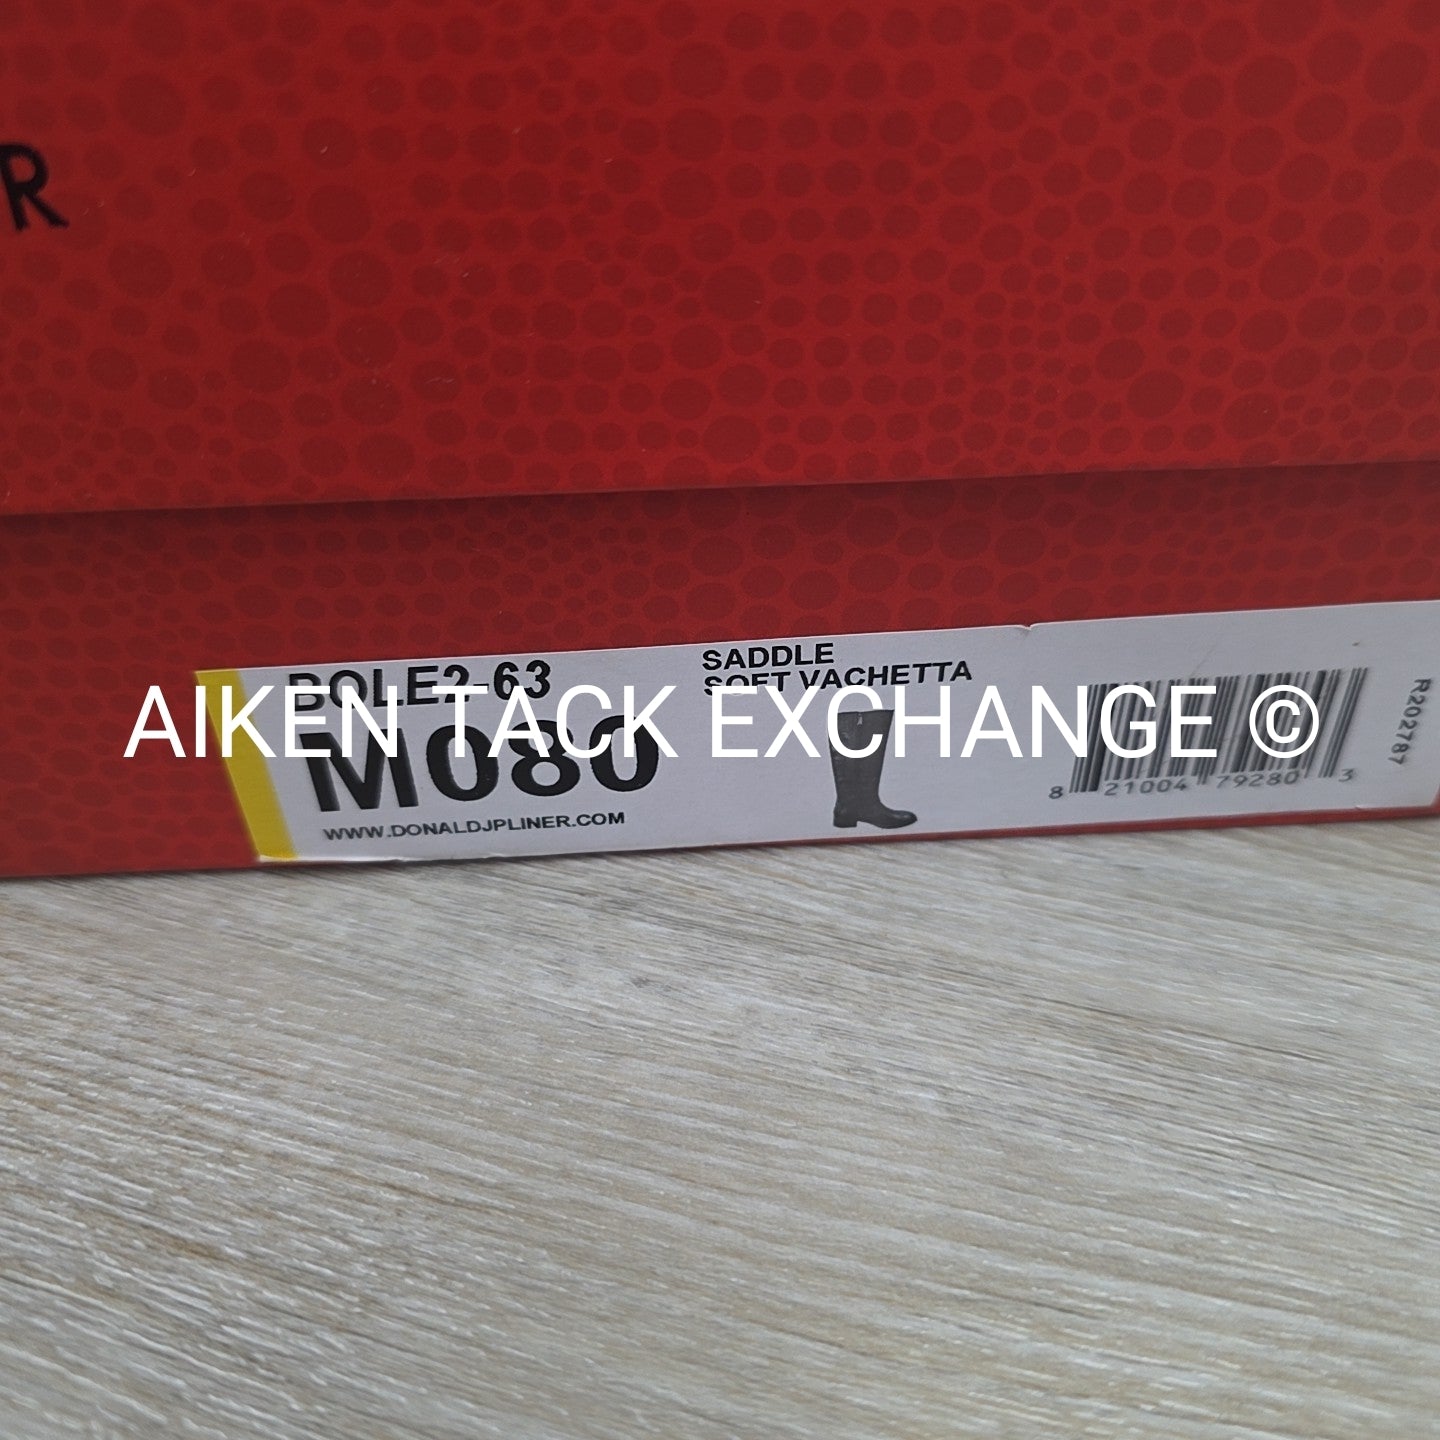 R
BOLE2-63
M080
WWW.DONALDJPLINER.COM
SADDLE
SOFT VACHETTA
8 21004 79280 3
R202787
AIKEN TACK EXCHANGE ©